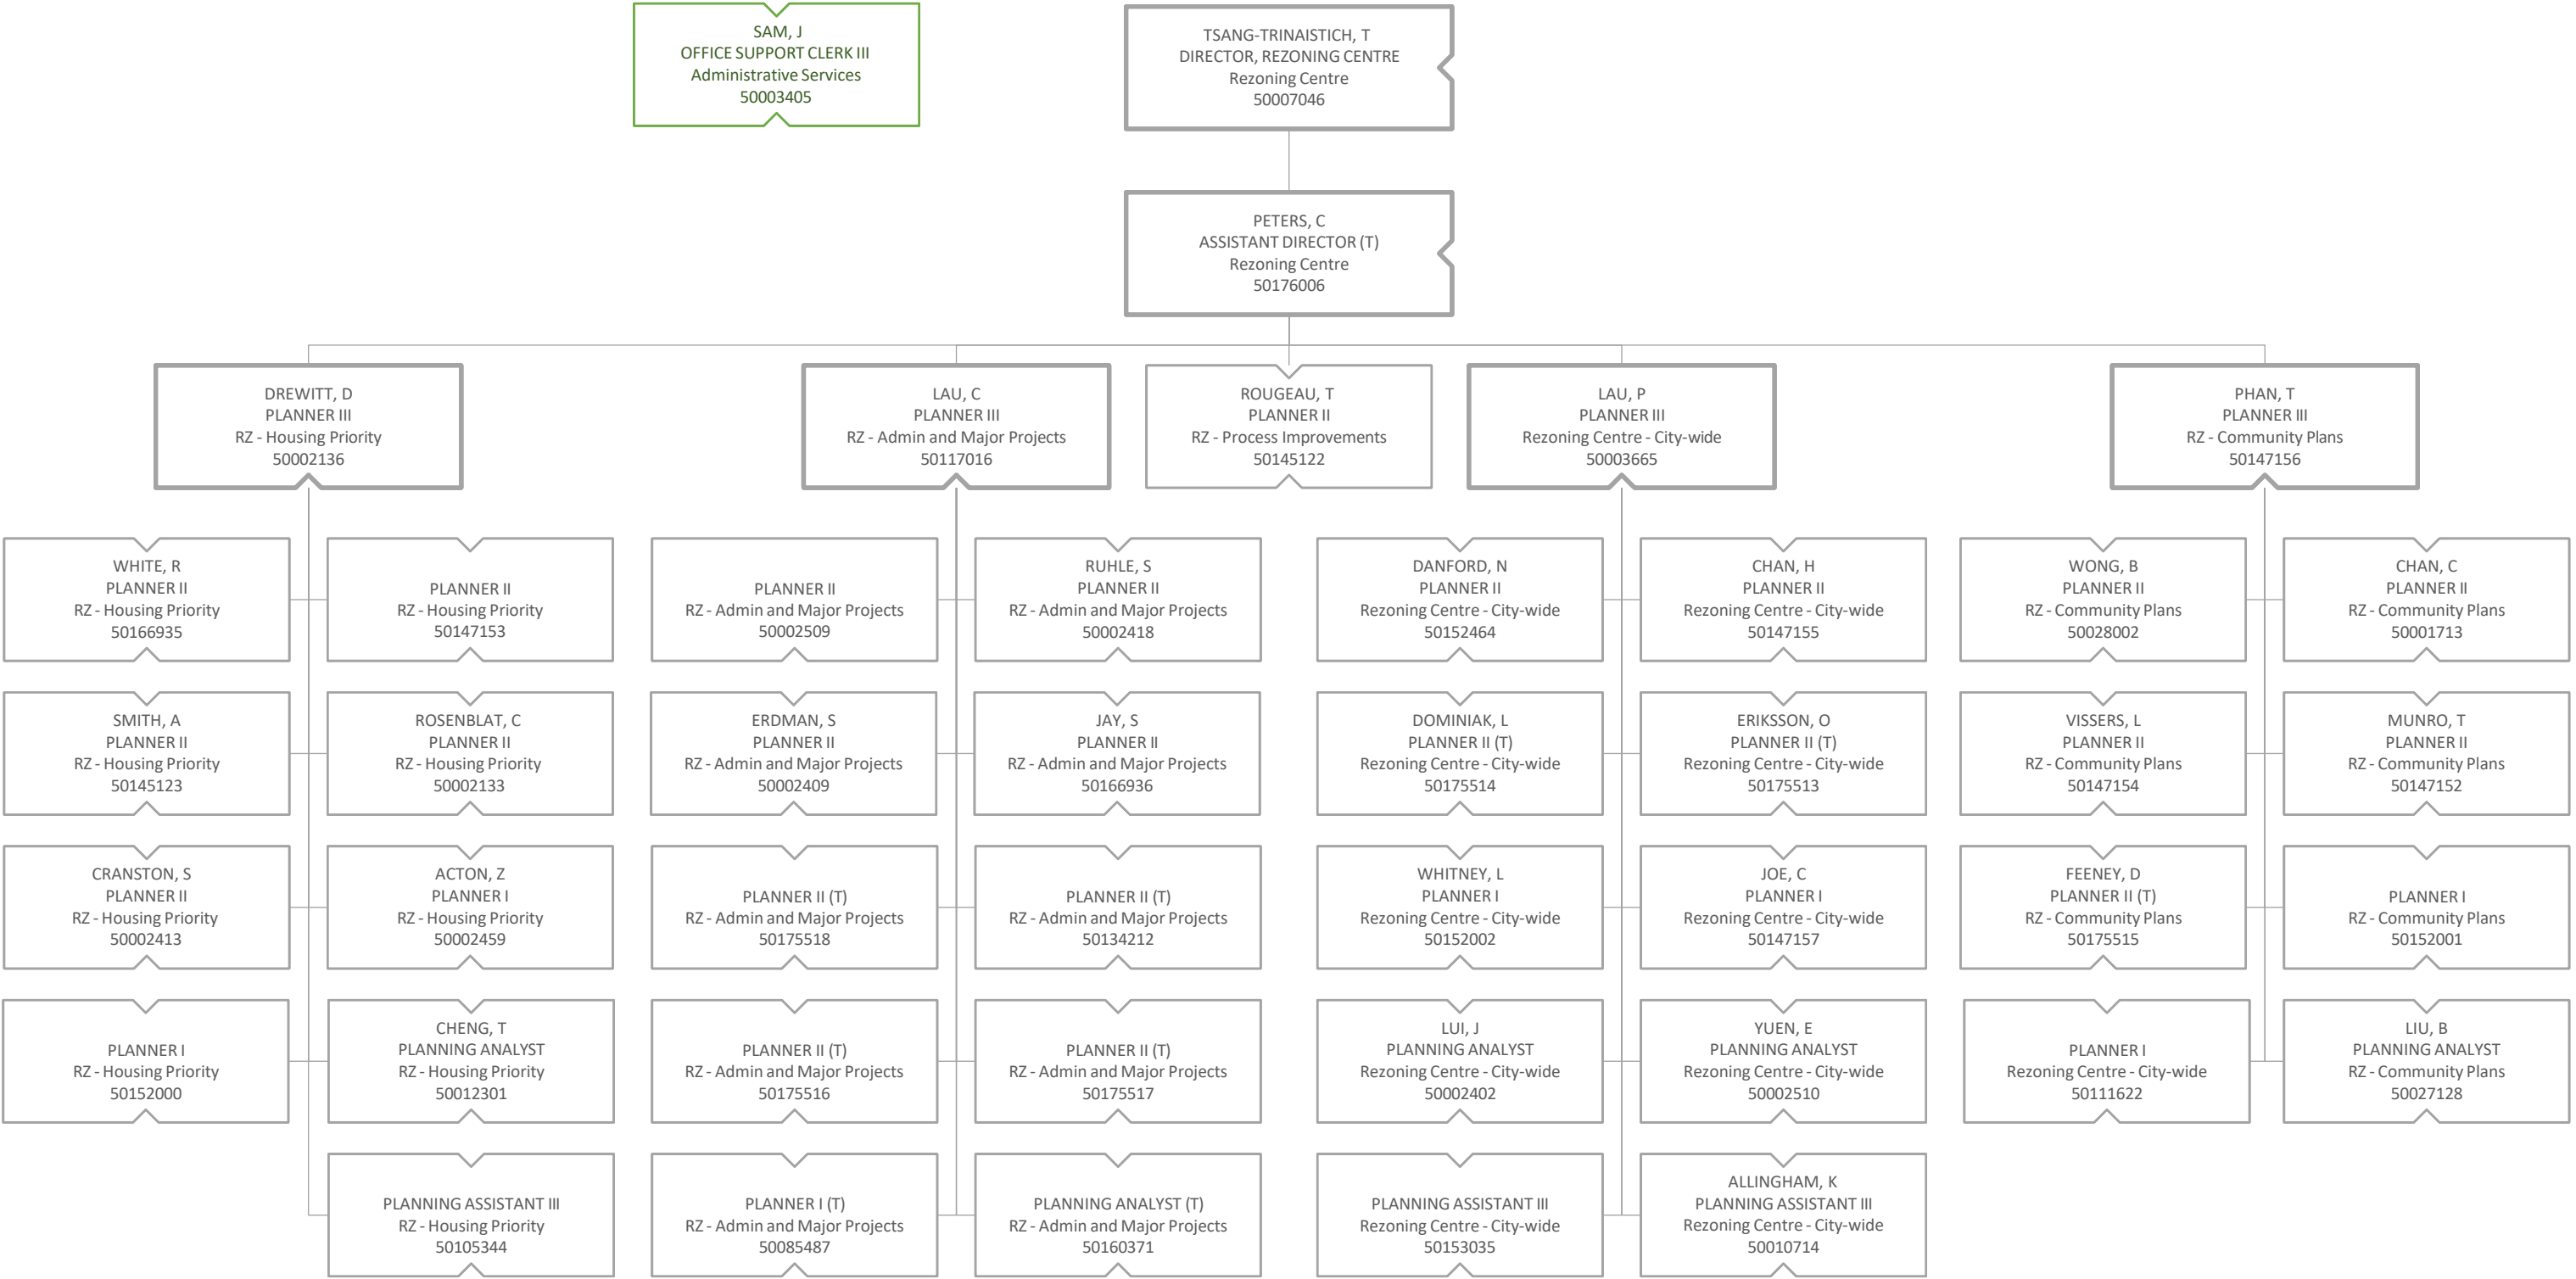 SAM, J
OFFICE SUPPORT CLERK III
Administrative Services
50003405
TSANG-TRINAISTICH, T
DIRECTOR, REZONING CENTRE
Rezoning Centre
50007046
PETERS, C
ASSISTANT DIRECTOR (T)
Rezoning Centre
50176006
DREWITT, D
PLANNER III
RZ - Housing Priority
50002136
LAU, C
PLANNER III
RZ - Admin and Major Projects
50117016
ROUGEAU, T
PLANNER II
RZ - Process Improvements
50145122
LAU, P
PLANNER III
Rezoning Centre - City-wide
50003665
PHAN, T
PLANNER III
RZ - Community Plans
50147156
WHITE, R
PLANNER II
RZ - Housing Priority
50166935
PLANNER II
RZ - Housing Priority
50147153
PLANNER II
RZ - Admin and Major Projects
50002509
RUHLE, S
PLANNER II
RZ - Admin and Major Projects
50002418
DANFORD, N
PLANNER II
Rezoning Centre - City-wide
50152464
CHAN, H
PLANNER II
Rezoning Centre - City-wide
50147155
WONG, B
PLANNER II
RZ - Community Plans
50028002
CHAN, C
PLANNER II
RZ - Community Plans
50001713
SMITH, A
PLANNER II
RZ - Housing Priority
50145123
ROSENBLAT, C
PLANNER II
RZ - Housing Priority
50002133
ERDMAN, S
PLANNER II
RZ - Admin and Major Projects
50002409
JAY, S
PLANNER II
RZ - Admin and Major Projects
50166936
DOMINIAK, L
PLANNER II (T)
Rezoning Centre - City-wide
50175514
ERIKSSON, O
PLANNER II (T)
Rezoning Centre - City-wide
50175513
VISSERS, L
PLANNER II
RZ - Community Plans
50147154
MUNRO, T
PLANNER II
RZ - Community Plans
50147152
CRANSTON, S
PLANNER II
RZ - Housing Priority
50002413
ACTON, Z
PLANNER I
RZ - Housing Priority
50002459
PLANNER II (T)
RZ - Admin and Major Projects
50175518
PLANNER II (T)
RZ - Admin and Major Projects
50134212
WHITNEY, L
PLANNER I
Rezoning Centre - City-wide
50152002
JOE, C
PLANNER I
Rezoning Centre - City-wide
50147157
FEENEY, D
PLANNER II (T)
RZ - Community Plans
50175515
PLANNER I
RZ - Community Plans
50152001
PLANNER I
RZ - Housing Priority
50152000
CHENG, T
PLANNING ANALYST
RZ - Housing Priority
50012301
PLANNER II (T)
RZ - Admin and Major Projects
50175516
PLANNER II (T)
RZ - Admin and Major Projects
50175517
LUI, J
PLANNING ANALYST
Rezoning Centre - City-wide
50002402
YUEN, E
PLANNING ANALYST
Rezoning Centre - City-wide
50002510
PLANNER I
Rezoning Centre - City-wide
50111622
LIU, B
PLANNING ANALYST
RZ - Community Plans
50027128
PLANNING ASSISTANT III
RZ - Housing Priority
50105344
PLANNER I (T)
RZ - Admin and Major Projects
50085487
PLANNING ANALYST (T)
RZ - Admin and Major Projects
50160371
PLANNING ASSISTANT III
Rezoning Centre - City-wide
50153035
ALLINGHAM, K
PLANNING ASSISTANT III
Rezoning Centre - City-wide
50010714